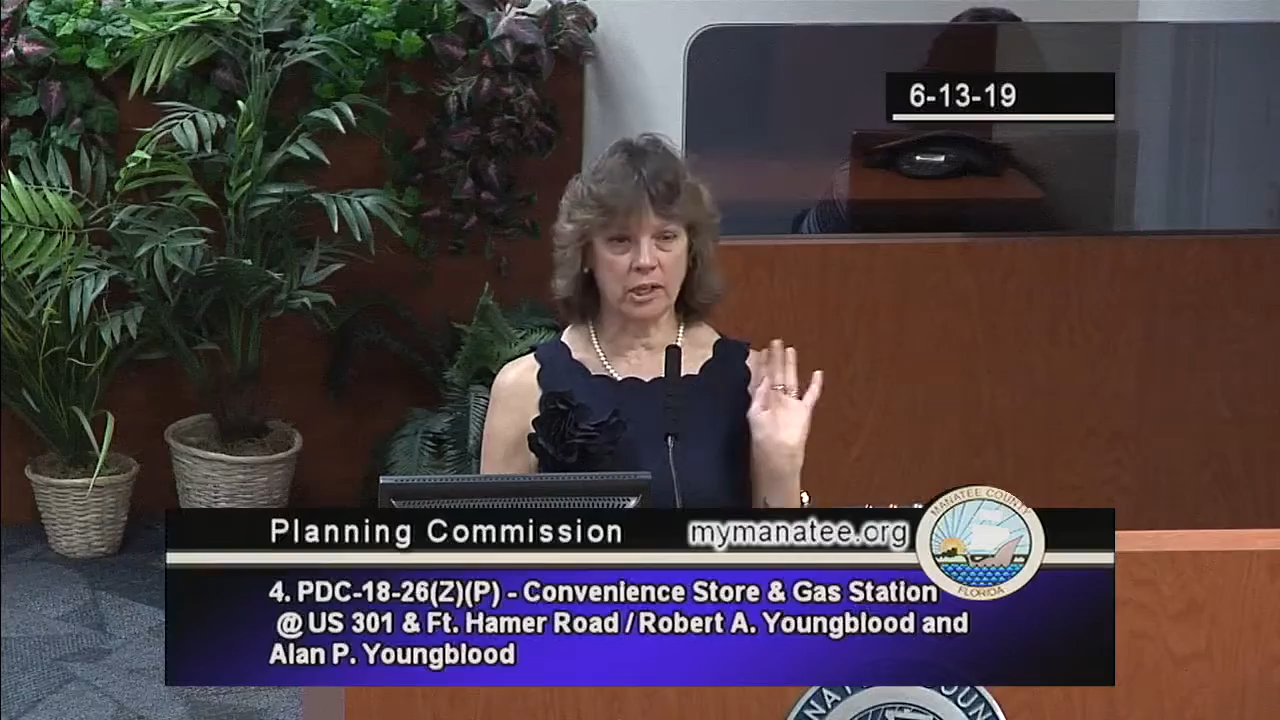 6-13-19
Planning Commission
mymanatee.org
MANATEE COUNTY
FLORIDA
4. PDC-18-26(Z)(P) - Convenience Store & Gas Station
@ US 301 & Ft. Hamer Road / Robert A. Youngblood and
Alan P. Youngblood